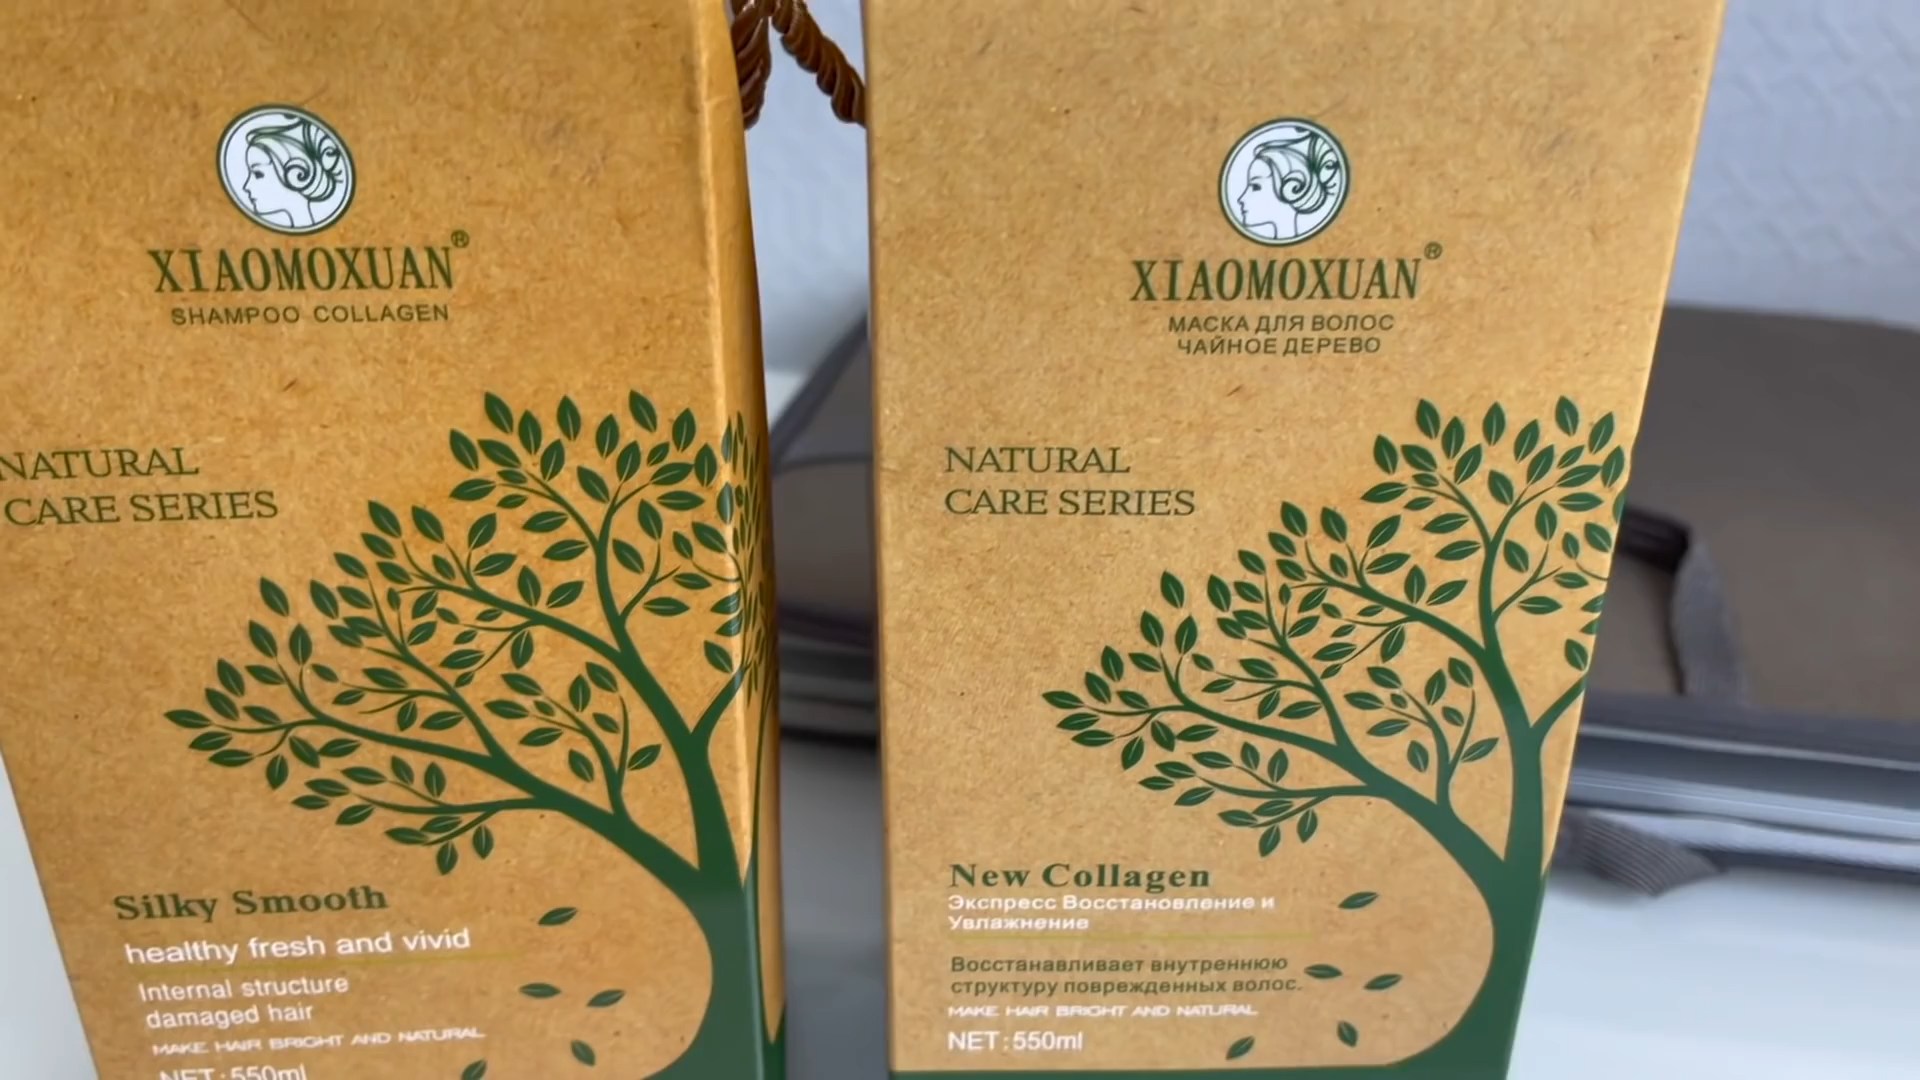 XIAOMOXUAN®
SHAMPOO COLLAGEN
NATURAL
CARE SERIES
Silky Smooth
healthy fresh and vivid
Internal structure
damaged hair
MAKE HAIR BRIGHT AND NATURAL
NET:550ml
XIAOMOXUAN®
МАСКА ДЛЯ ВОЛОС
ЧАЙНОЕ ДЕРЕВО
NATURAL
CARE SERIES
New Collagen
Экспресс Восстановление и
Увлажнение
Восстанавливает внутреннюю
структуру поврежденных волос.
MAKE HAIR BRIGHT AND NATURAL
NET:550ml